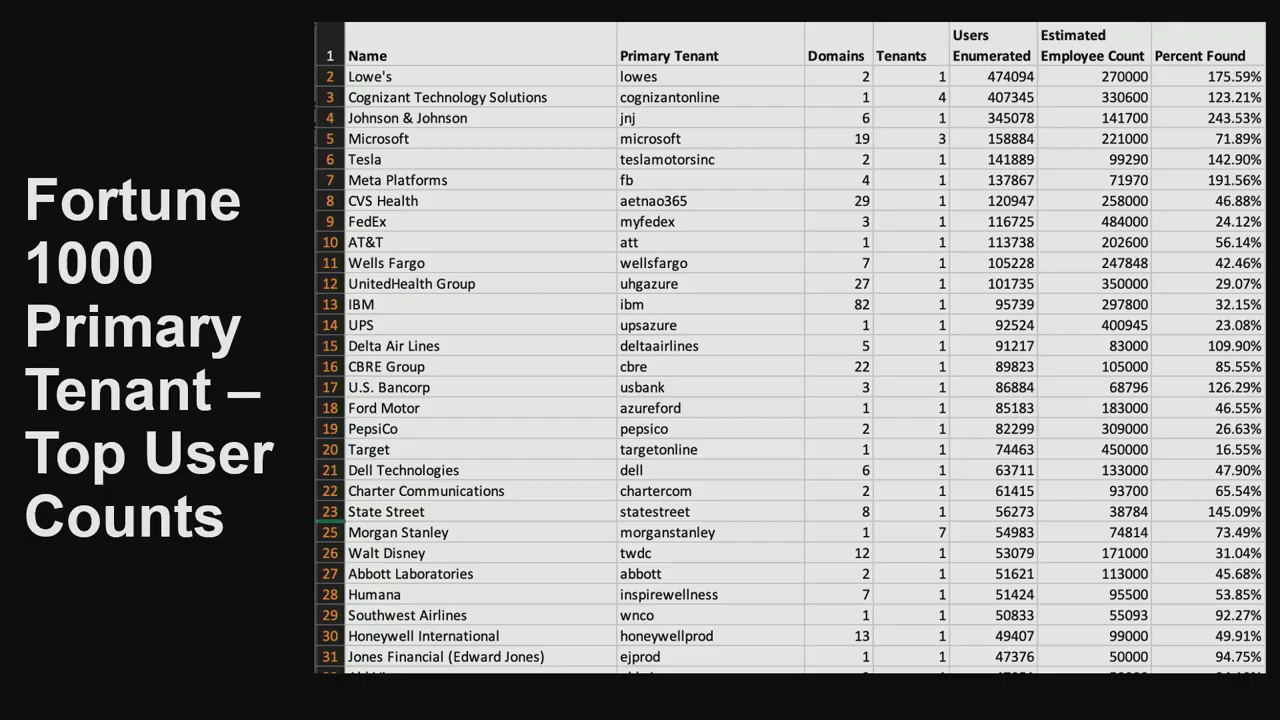 Fortune
1000
Primary
Tenant –
Top User
Counts
Users Estimated
1 Name Primary Tenant Domains Tenants Enumerated Employee Count Percent Found
2 Lowe's lowes 2 1 474094 270000 175.59%
3 Cognizant Technology Solutions cognizantonline 1 4 407345 330600 123.21%
4 Johnson & Johnson jnj 6 1 345078 141700 243.53%
5 Microsoft microsoft 19 3 158884 221000 71.89%
6 Tesla teslamotorsinc 2 1 141889 99290 142.90%
7 Meta Platforms fb 4 1 137867 71970 191.56%
8 CVS Health aetnao365 29 1 120947 258000 46.88%
9 FedEx myfedex 3 1 116725 484000 24.12%
10 AT&T att 1 1 113738 202600 56.14%
11 Wells Fargo wellsfargo 7 1 105228 247848 42.46%
12 UnitedHealth Group uhgazure 27 1 101735 350000 29.07%
13 IBM ibm 82 1 95739 297800 32.15%
14 UPS upsazure 1 1 92524 400945 23.08%
15 Delta Air Lines deltaairlines 5 1 91217 83000 109.90%
16 CBRE Group cbre 22 1 89823 105000 85.55%
17 U.S. Bancorp usbank 3 1 86884 68796 126.29%
18 Ford Motor azureford 1 1 85183 183000 46.55%
19 PepsiCo pepsico 2 1 82299 309000 26.63%
20 Target targetonline 1 1 74463 450000 16.55%
21 Dell Technologies dell 6 1 63711 133000 47.90%
22 Charter Communications chartercom 2 1 61415 93700 65.54%
23 State Street statestreet 8 1 56273 38784 145.09%
25 Morgan Stanley morganstanley 1 7 54983 74814 73.49%
26 Walt Disney twdc 12 1 53079 171000 31.04%
27 Abbott Laboratories abbott 2 1 51621 113000 45.68%
28 Humana inspirewellness 7 1 51424 95500 53.85%
29 Southwest Airlines wnco 1 1 50833 55093 92.27%
30 Honeywell International honeywellprod 13 1 49407 99000 49.91%
31 Jones Financial (Edward Jones) ejprod 1 1 47376 50000 94.75%